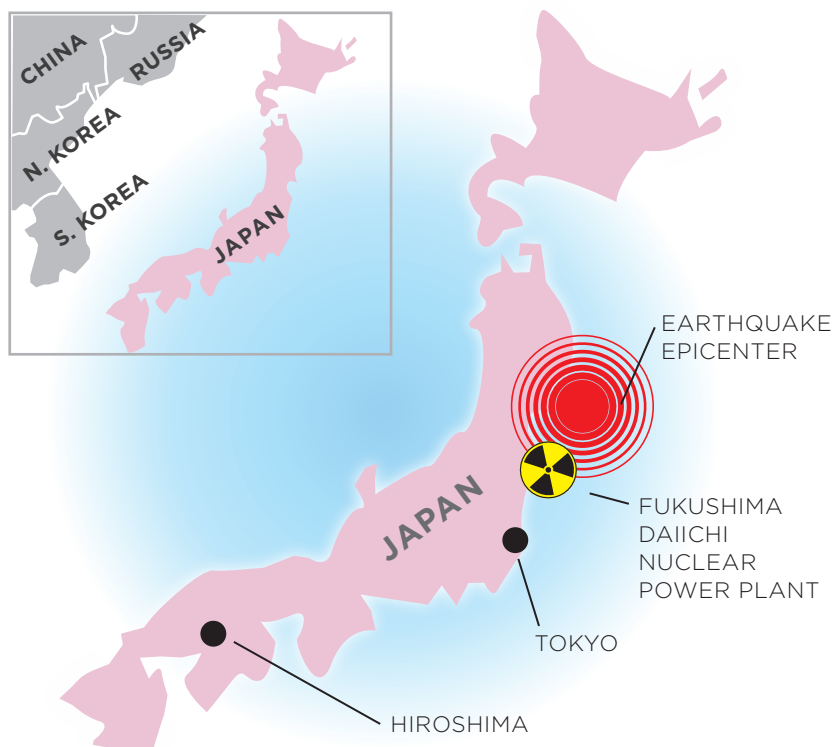 CHINA
RUSSIA
N. KOREA
S. KOREA
JAPAN
EARTHQUAKE
EPICENTER
JAPAN
FUKUSHIMA
DAIICHI
NUCLEAR
POWER PLANT
TOKYO
HIROSHIMA